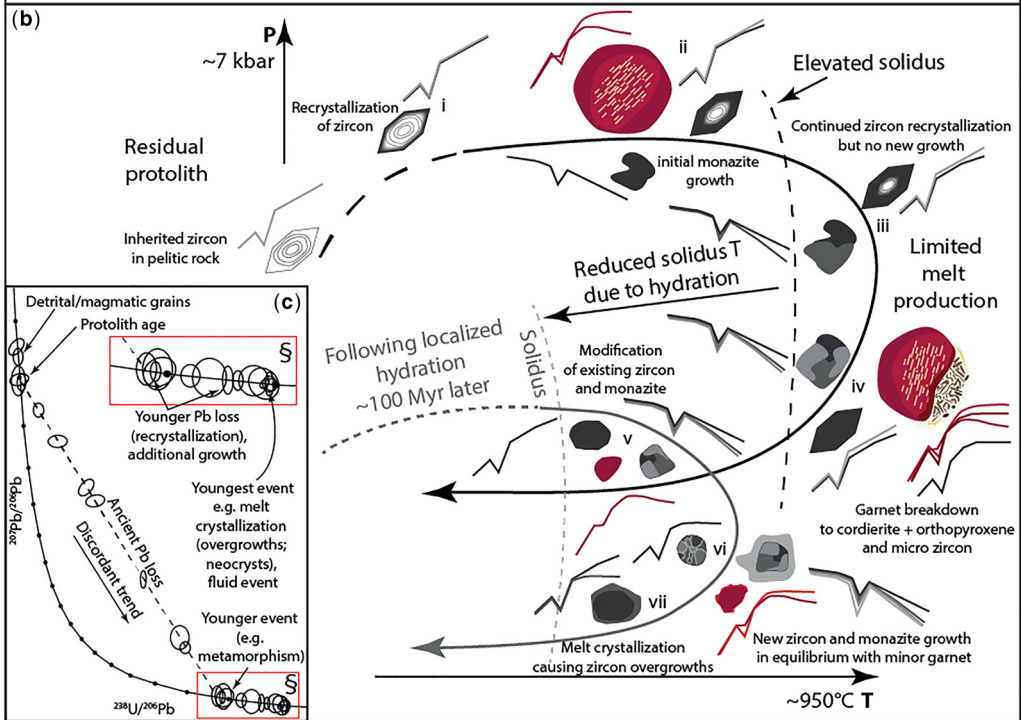 (b)
P
~7 kbar
Recrystallization
of zircon
i
ii
Elevated solidus
Residual
protolith
Continued zircon recrystallization
but no new growth
initial monazite
growth
iii
Inherited zircon
in pelitic rock
Limited
melt
production
Reduced solidus T
due to hydration
Following localized
hydration
~100 Myr later
Solidus
Modification
of existing zircon
and monazite
iv
v
Garnet breakdown
to cordierite + orthopyroxene
and micro zircon
vi
vii
Melt crystallization
causing zircon overgrowths
New zircon and monazite growth
in equilibrium with minor garnet
~950°C T
(c)
Detrital/magmatic grains
Protolith age
§
Younger Pb loss
(recrystallization),
additional growth
Youngest event
e.g. melt
crystallization
(overgrowths;
neocrysts),
fluid event
Ancient Pb loss
Discordant trend
Younger event
(e.g.
metamorphism)
§
207Pb/206Pb
238U/206Pb